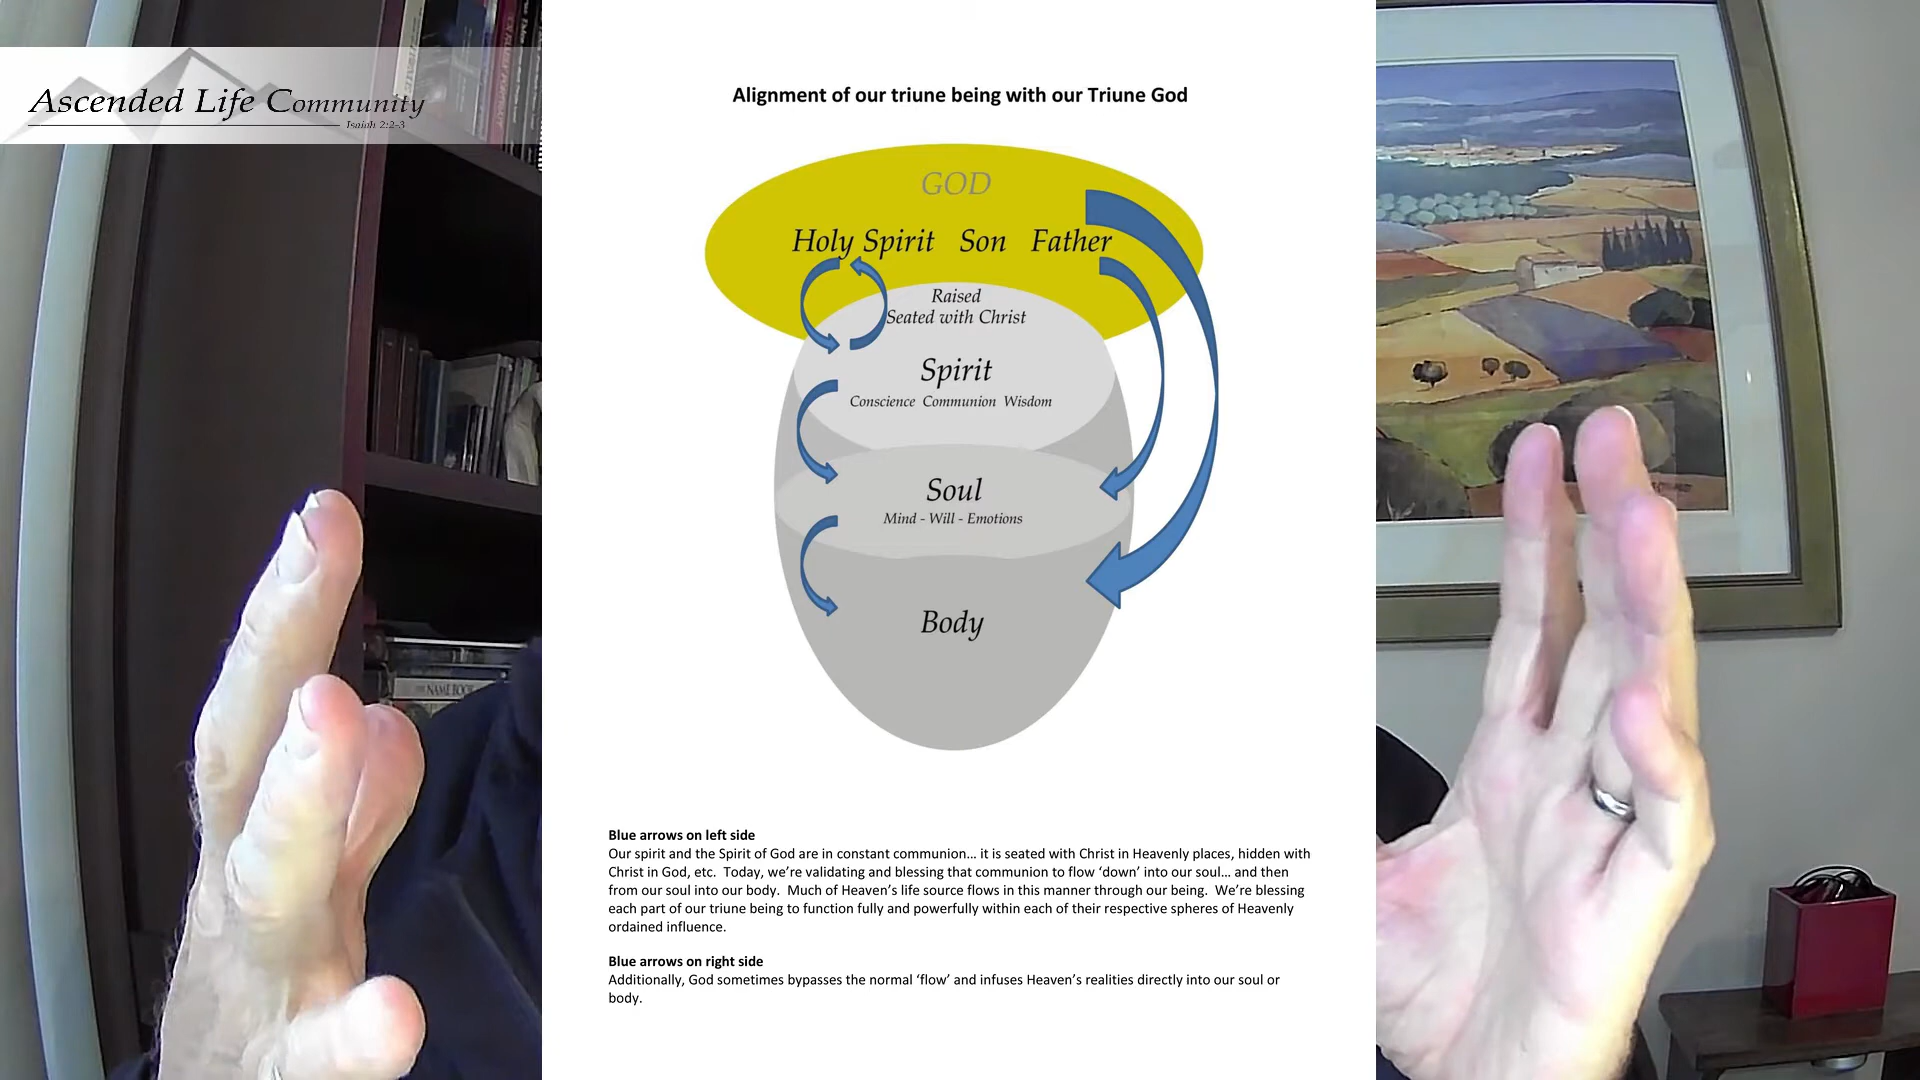 Ascended Life Community
Isaiah 2:2-3
Alignment of our triune being with our Triune God
GOD
Holy Spirit Son Father
Raised
Seated with Christ
Spirit
Conscience Communion Wisdom
Soul
Mind - Will - Emotions
Body
NAME BOOK
Blue arrows on left side
Our spirit and the Spirit of God are in constant communion… it is seated with Christ in Heavenly places, hidden with
Christ in God, etc. Today, we’re validating and blessing that communion to flow ‘down’ into our soul… and then
from our soul into our body. Much of Heaven’s life source flows in this manner through our being. We’re blessing
each part of our triune being to function fully and powerfully within each of their respective spheres of Heavenly
ordained influence.
Blue arrows on right side
Additionally, God sometimes bypasses the normal ‘flow’ and infuses Heaven’s realities directly into our soul or
body.